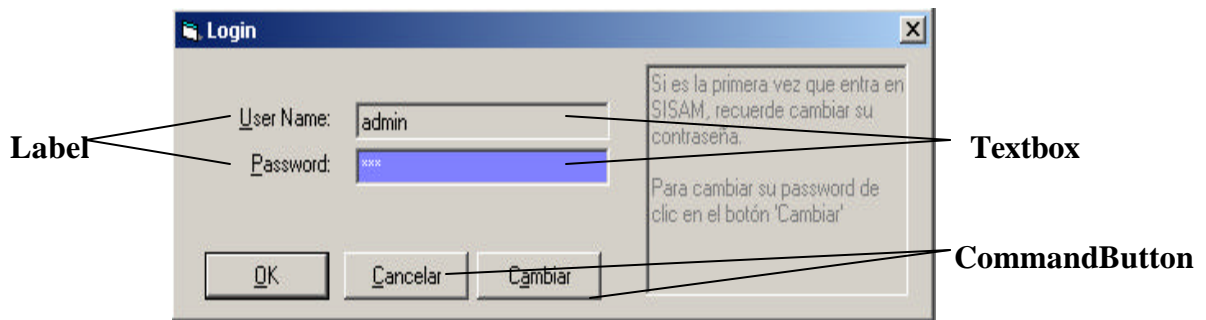 Login
User Name:
admin
Password:
***
Label
Si es la primera vez que entra en
SISAM, recuerde cambiar su
contraseña.
Para cambiar su password de
clic en el botón 'Cambiar'
Textbox
OK
Cancelar
Cambiar
CommandButton